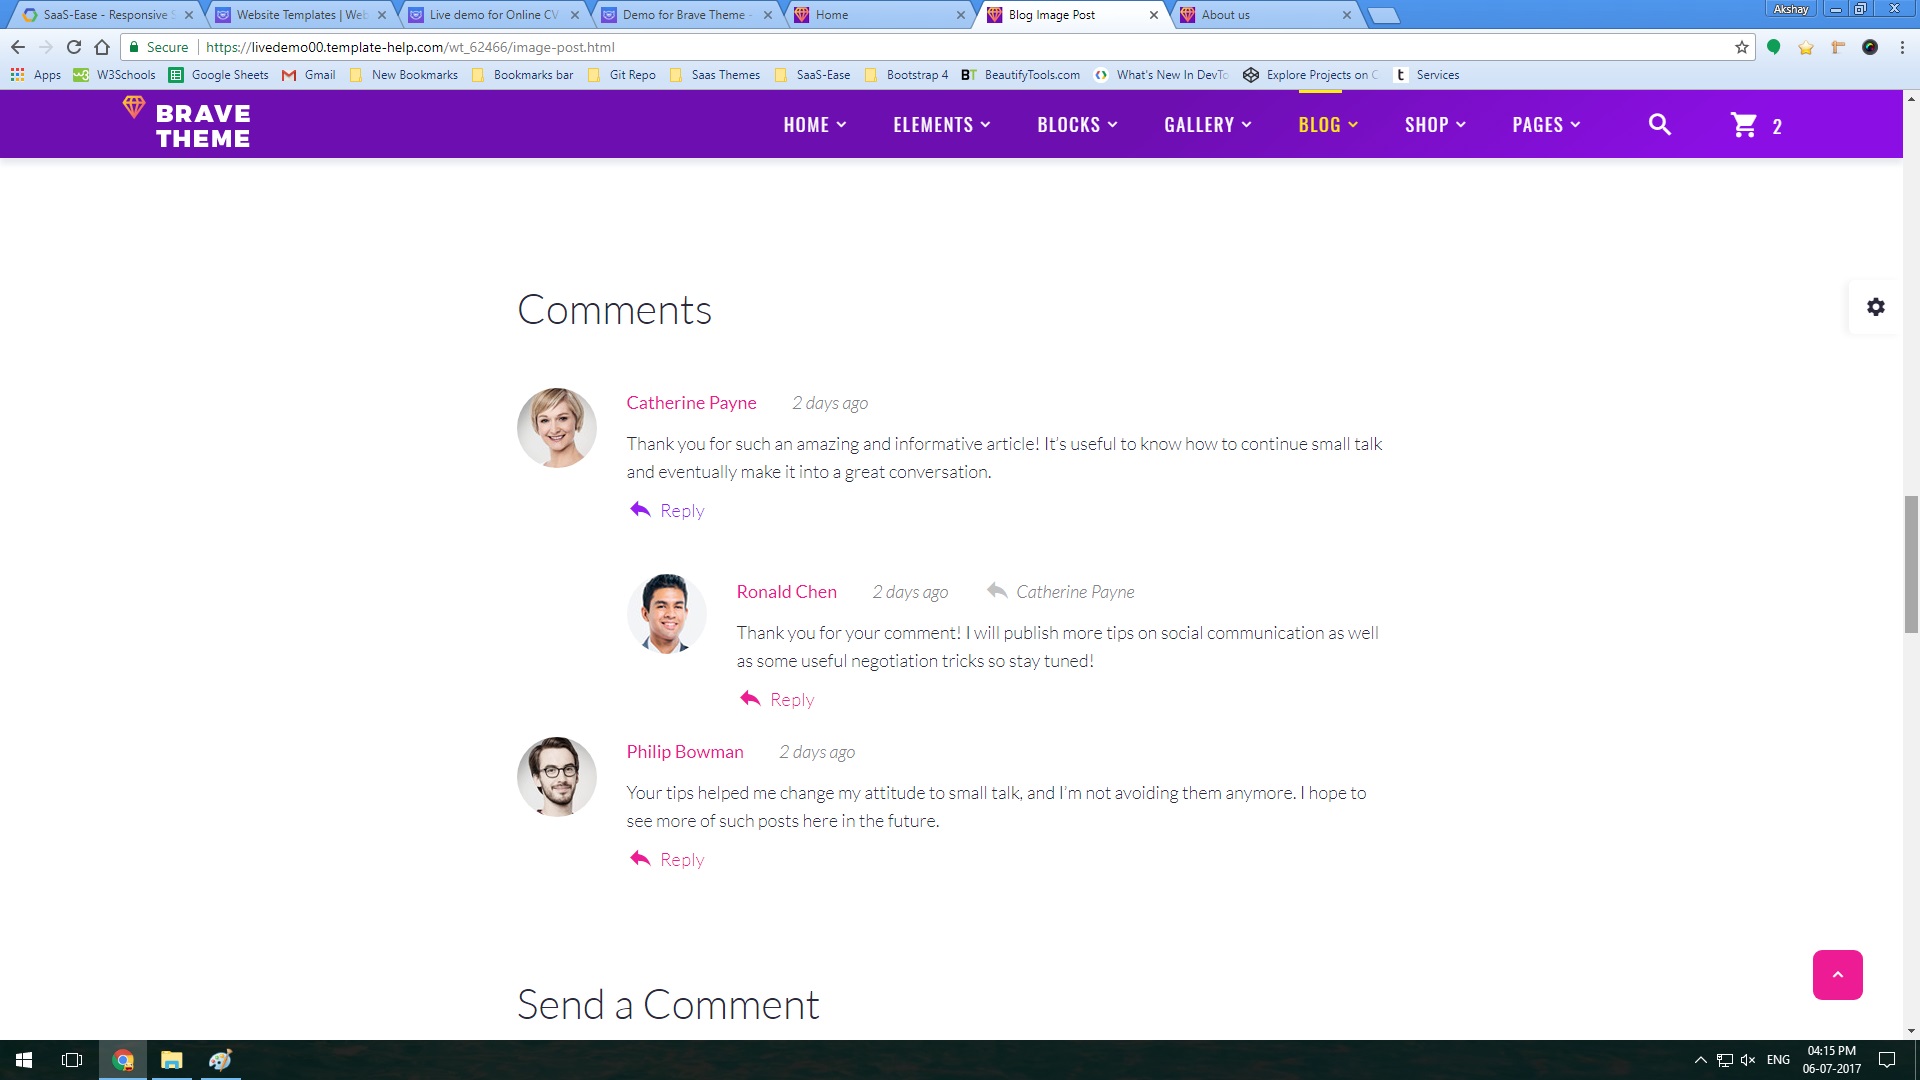 SaaS-Ease - Responsive S
Website Templates | Web
Live demo for Online CV
Demo for Brave Theme -
Home
Blog Image Post
About us
Akshay
Secure
https://livedemo00.template-help.com/wt_62466/image-post.html
Apps
W3Schools
Google Sheets
Gmail
New Bookmarks
Bookmarks bar
Git Repo
Saas Themes
SaaS-Ease
Bootstrap 4
BT BeautifyTools.com
What's New In DevTo
Explore Projects on C
t Services
BRAVE
THEME
HOME
ELEMENTS
BLOCKS
GALLERY
BLOG
SHOP
PAGES
2
Comments
Catherine Payne 2 days ago
Thank you for such an amazing and informative article! It’s useful to know how to continue small talk
and eventually make it into a great conversation.
Reply
Ronald Chen 2 days ago Catherine Payne
Thank you for your comment! I will publish more tips on social communication as well
as some useful negotiation tricks so stay tuned!
Reply
Philip Bowman 2 days ago
Your tips helped me change my attitude to small talk, and I’m not avoiding them anymore. I hope to
see more of such posts here in the future.
Reply
Send a Comment
ENG
04:15 PM
06-07-2017